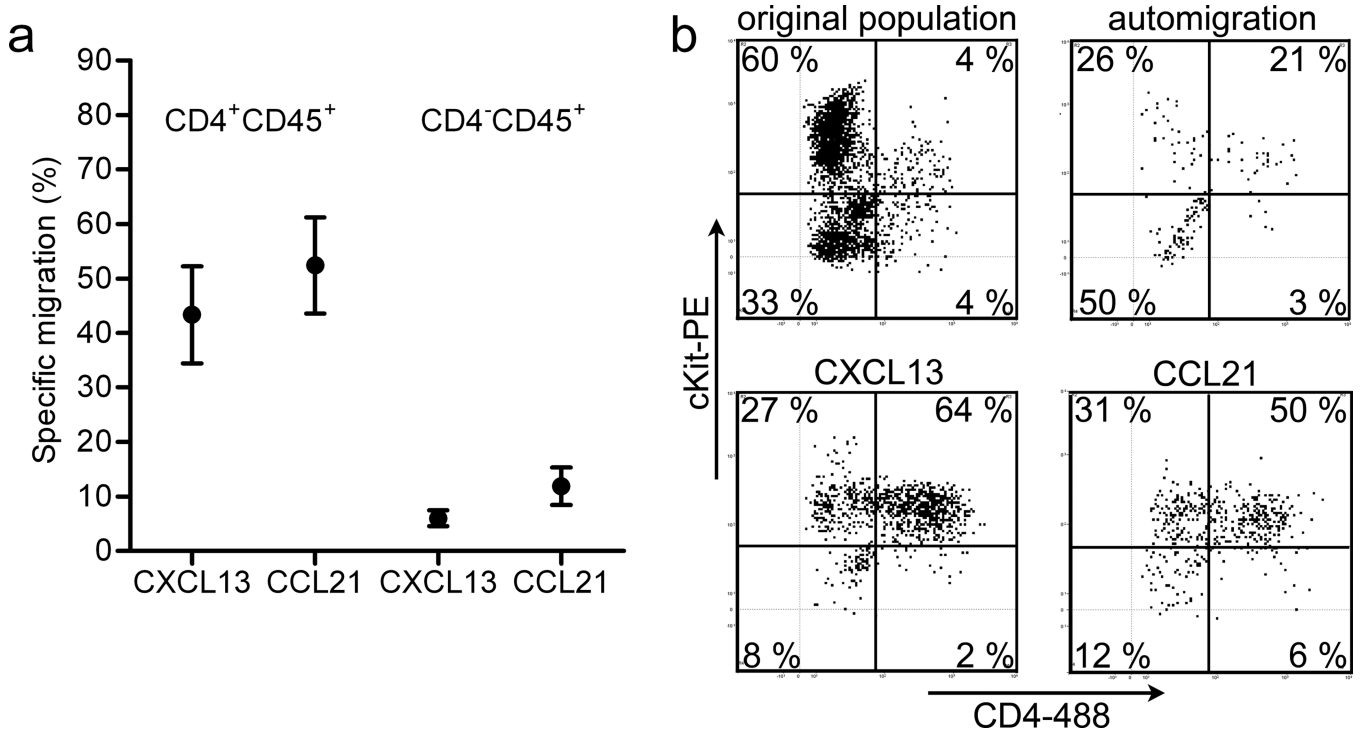 a
Specific migration (%)
90
80
70
60
50
40
30
20
10
0
CD4+CD45+
CD4-CD45+
CXCL13 CCL21 CXCL13 CCL21
b
original population
60 % 4 %
33 % 4 %
automigration
26 % 21 %
50 % 3 %
cKit-PE
CXCL13
27 % 64 %
8 % 2 %
CCL21
31 % 50 %
12 % 6 %
CD4-488